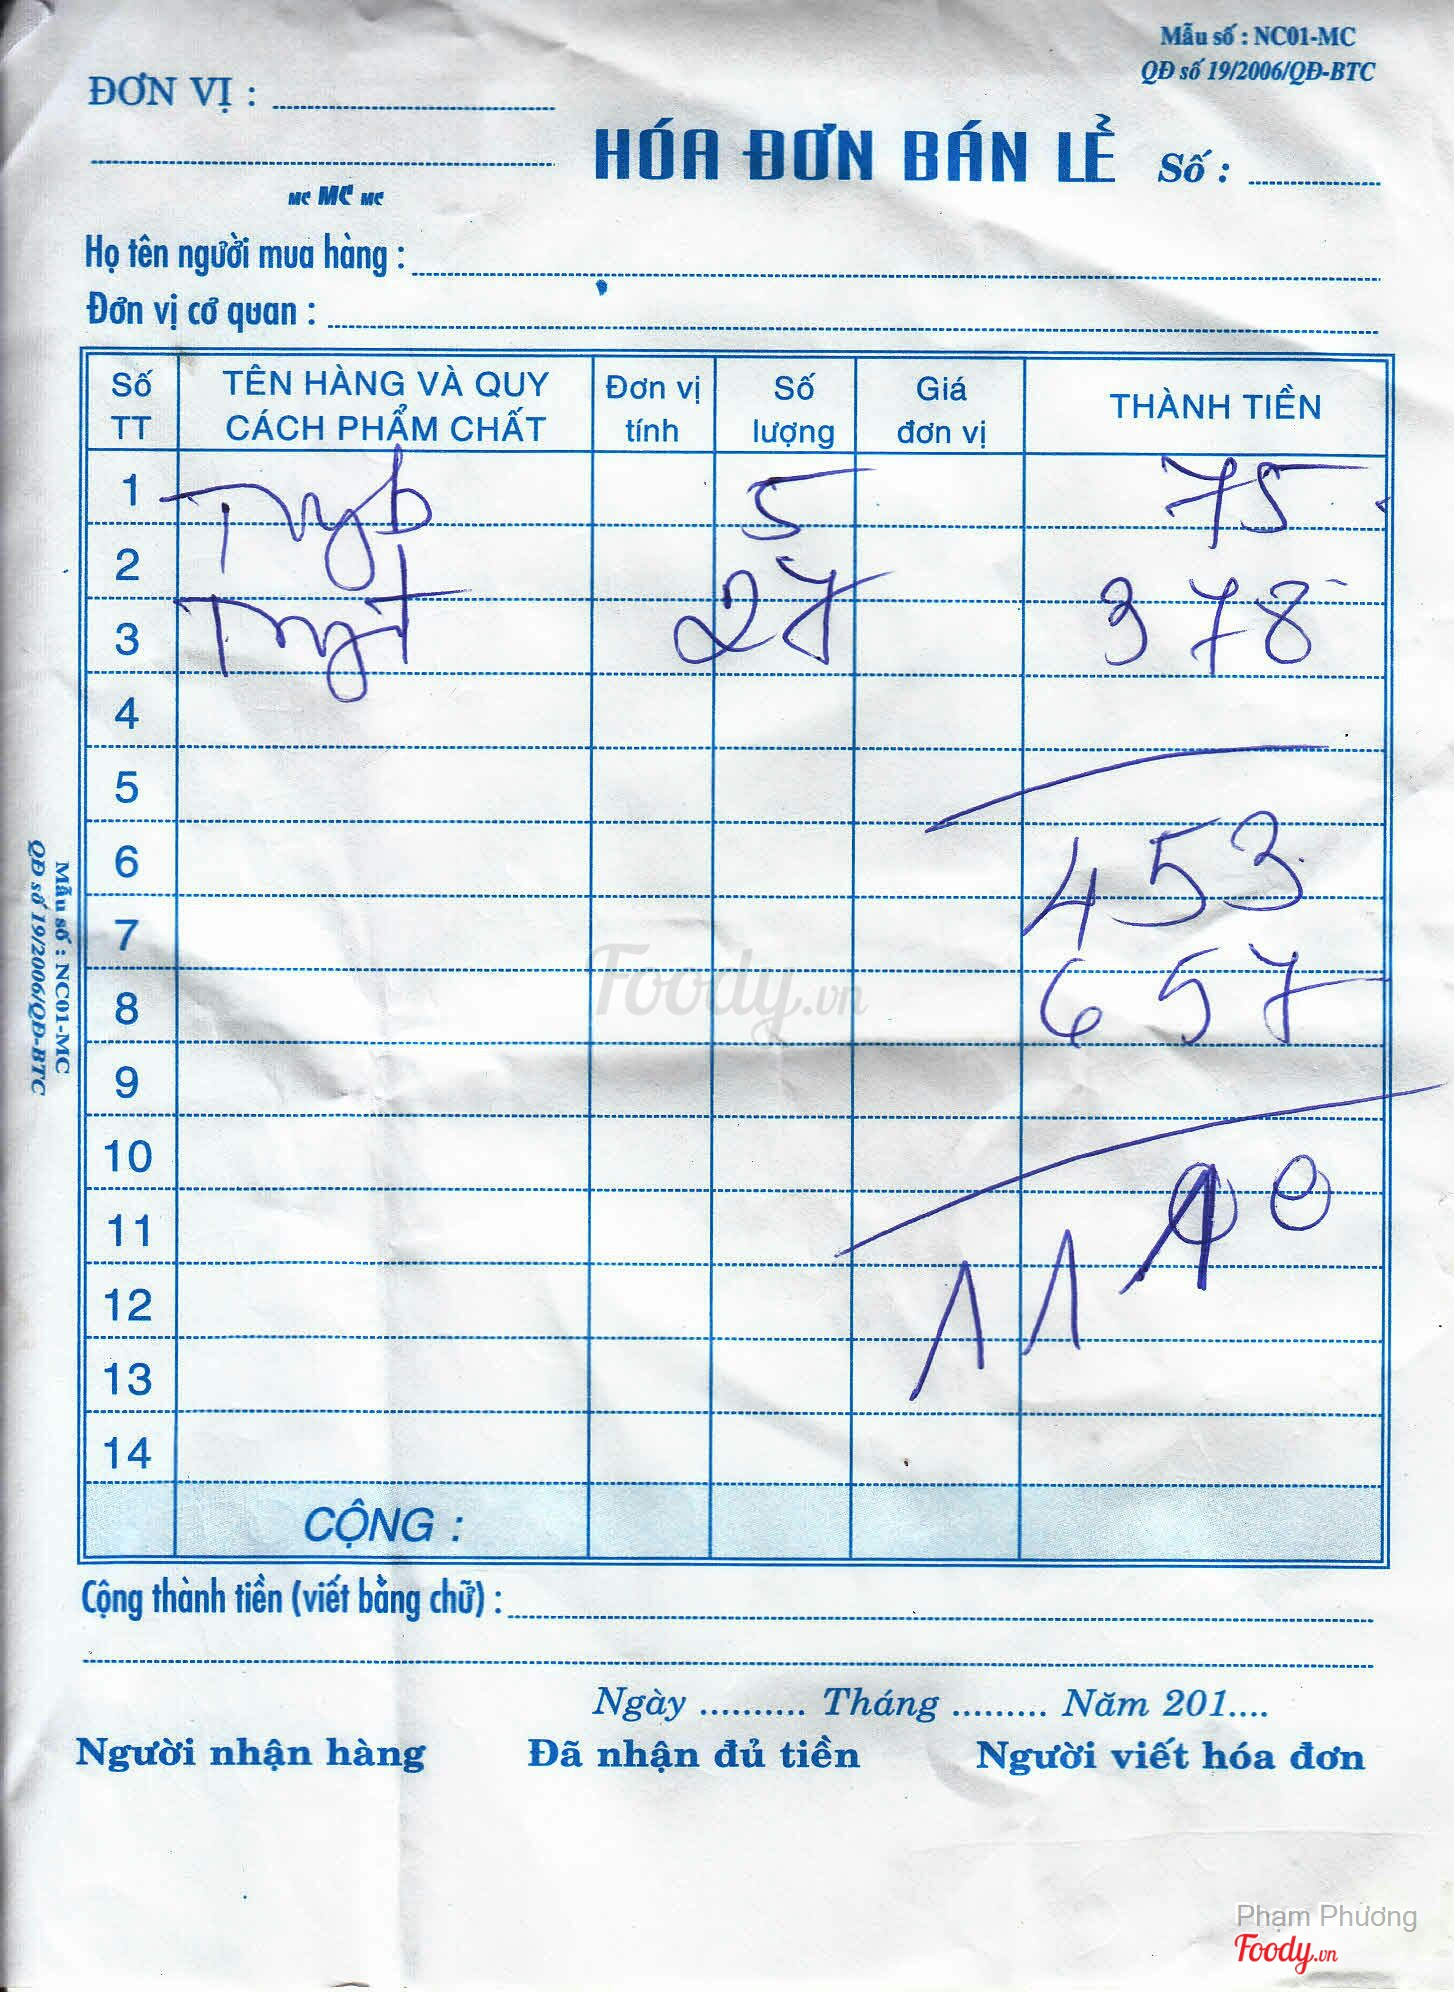 Mẫu số : NC01-MC
QĐ số 19/2006/QĐ-BTC
ĐƠN VỊ :
HÓA ĐƠN BÁN LẺ Số :
MC MC MC
Họ tên người mua hàng :
Đơn vị cơ quan :
Số TT TÊN HÀNG VÀ QUY CÁCH PHẨM CHẤT Đơn vị tính Số lượng Giá đơn vị THÀNH TIỀN
1 5 75
2
3 27 378
4
5
6 453
7
8 657
9
10
11
12
13
14
CỘNG :
Cộng thành tiền (viết bằng chữ) :
Ngày .......... Tháng ......... Năm 201....
Người nhận hàng Đã nhận đủ tiền Người viết hóa đơn
Mẫu số : NC01-MC
QĐ số 19/2006/QĐ-BTC
Foody.vn
Phạm Phương
Foody.vn